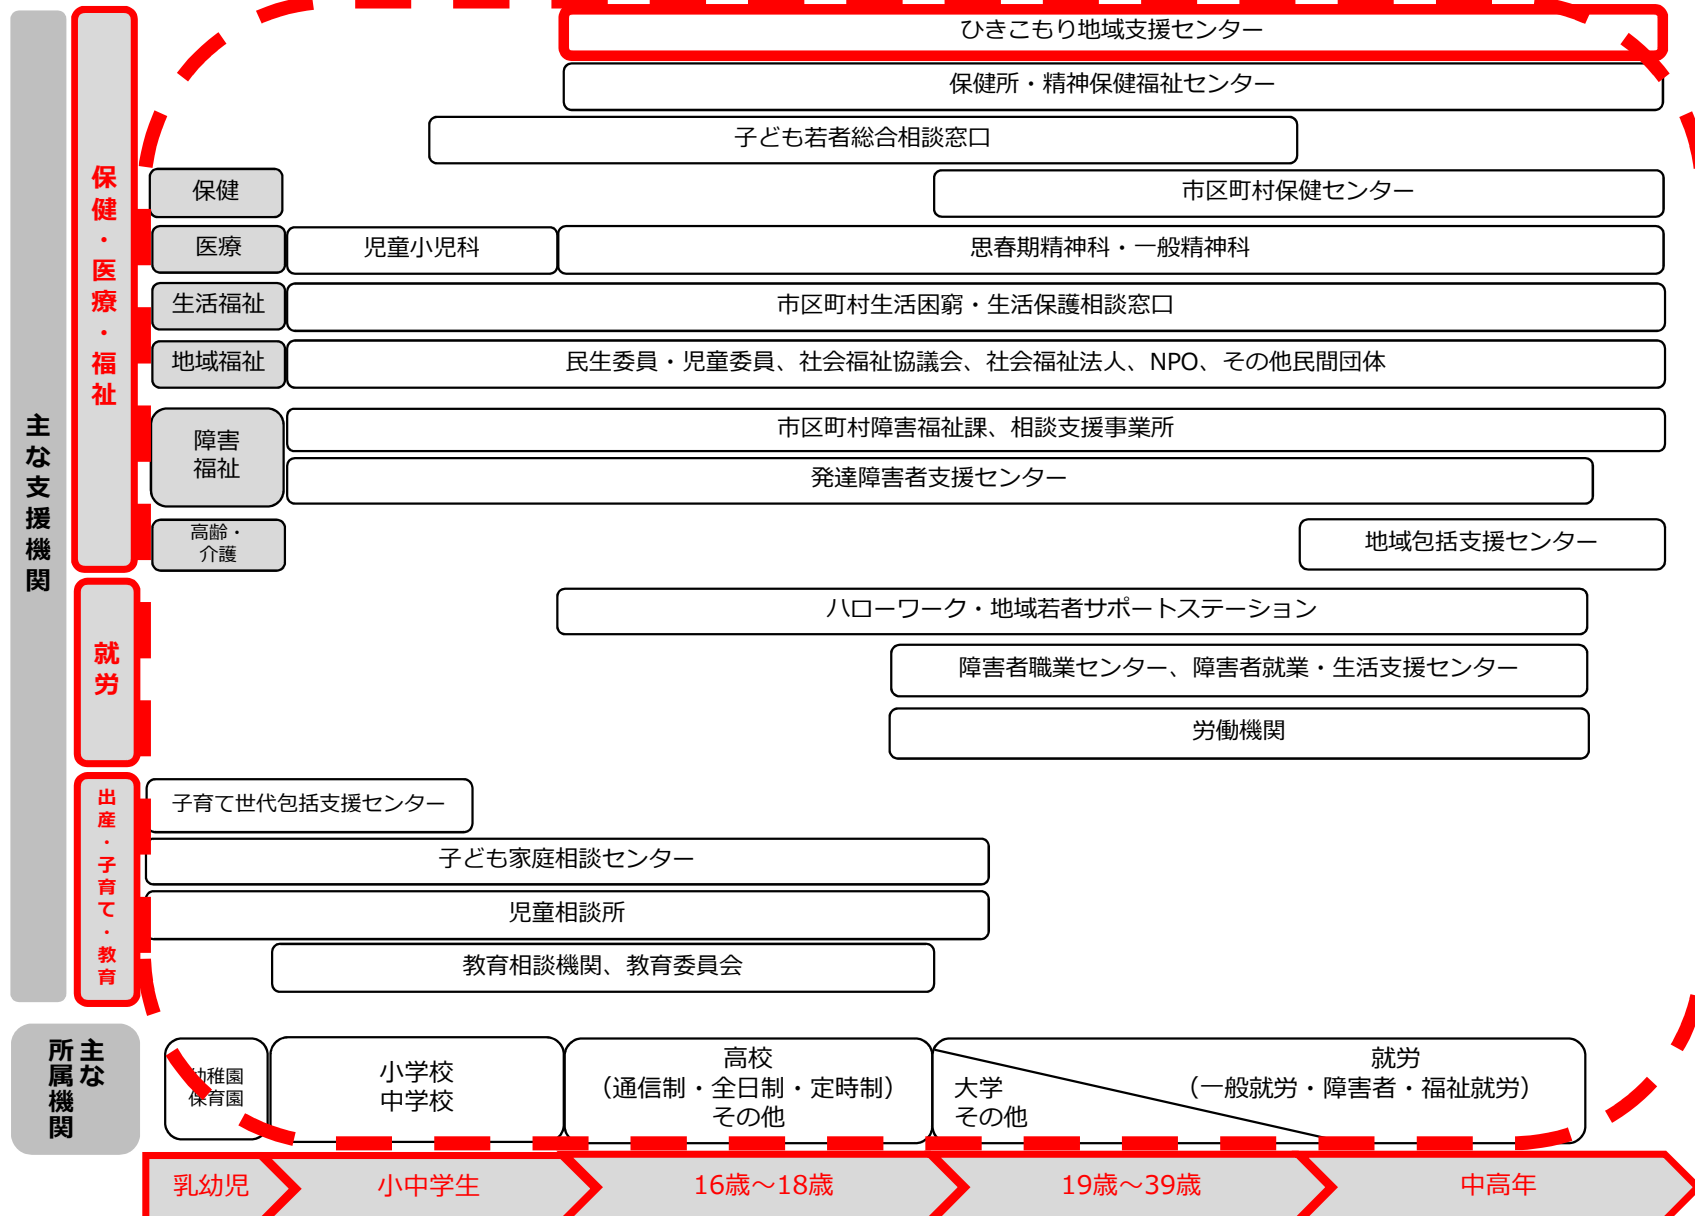 主な支援機関
保健・医療・福祉
ひきこもり地域支援センター
保健所・精神保健福祉センター
子ども若者総合相談窓口
保健
市区町村保健センター
医療
児童小児科
思春期精神科・一般精神科
生活福祉
市区町村生活困窮・生活保護相談窓口
地域福祉
民生委員・児童委員、社会福祉協議会、社会福祉法人、NPO、その他民間団体
障害
福祉
市区町村障害福祉課、相談支援事業所
発達障害者支援センター
高齢・
介護
地域包括支援センター
就労
ハローワーク・地域若者サポートステーション
障害者職業センター、障害者就業・生活支援センター
労働機関
出産・子育て・教育
子育て世代包括支援センター
子ども家庭相談センター
児童相談所
教育相談機関、教育委員会
主な
所属機関
幼稚園
保育園
小学校
中学校
高校
（通信制・全日制・定時制）
その他
大学
その他
就労
（一般就労・障害者・福祉就労）
乳幼児
小中学生
16歳～18歳
19歳～39歳
中高年